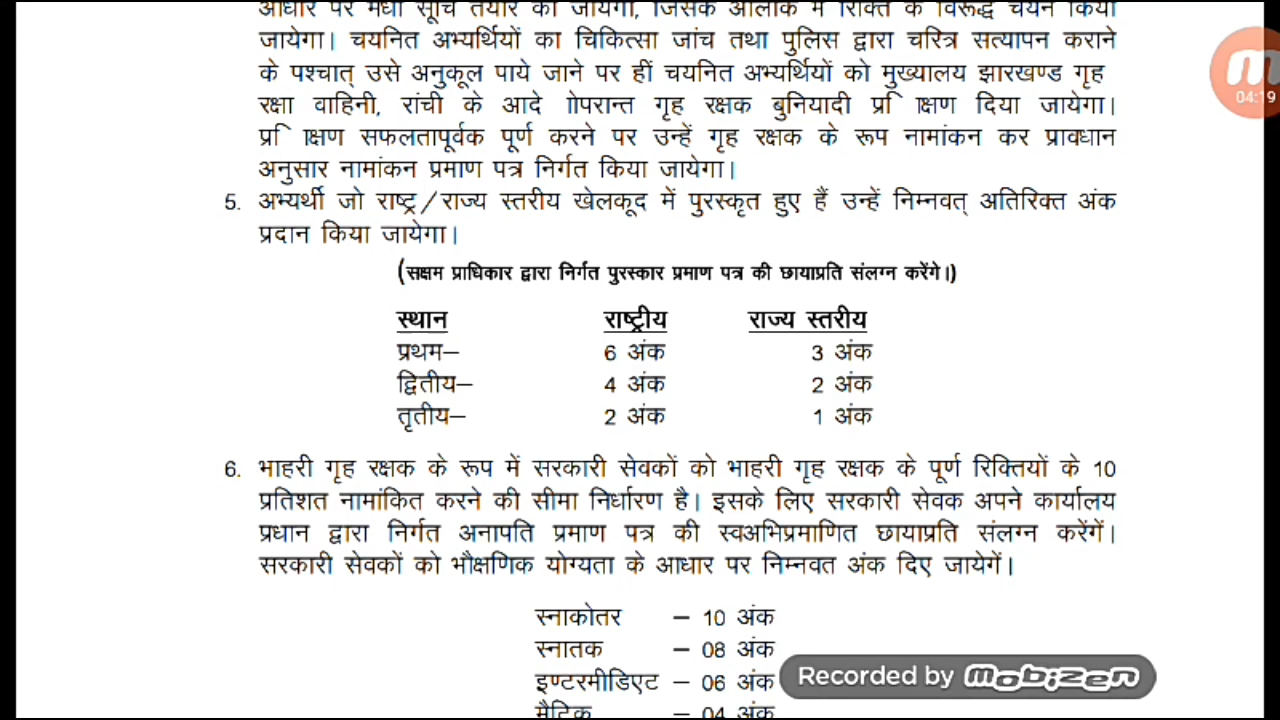 आधार पर मेधा सूचि तैयार की जायेगी, जिसके आलोक में रिक्ति के विरूद्ध चयन किया
जायेगा। चयनित अभ्यर्थियों का चिकित्सा जांच तथा पुलिस द्वारा चरित्र सत्यापन कराने
के पश्चात् उसे अनुकूल पाये जाने पर हीं चयनित अभ्यर्थियों को मुख्यालय झारखण्ड गृह
रक्षा वाहिनी, रांची के आदे ोपरान्त गृह रक्षक बुनियादी प्रि ाक्षण दिया जायेगा।
प्रि ाक्षण सफलतापूर्वक पूर्ण करने पर उन्हें गृह रक्षक के रूप नामांकन कर प्रावधान
अनुसार नामांकन प्रमाण पत्र निर्गत किया जायेगा।
5. अभ्यर्थी जो राष्ट्र/राज्य स्तरीय खेलकूद में पुरस्कृत हुए हैं उन्हें निम्नवत् अतिरिक्त अंक
प्रदान किया जायेगा।
(सक्षम प्राधिकार द्वारा निर्गत पुरस्कार प्रमाण पत्र की छायाप्रति संलग्न करेंगे।)
स्थान राष्ट्रीय राज्य स्तरीय
प्रथम– 6 अंक 3 अंक
द्वितीय– 4 अंक 2 अंक
तृतीय– 2 अंक 1 अंक
6. भाहरी गृह रक्षक के रूप में सरकारी सेवकों को भाहरी गृह रक्षक के पूर्ण रिक्तियों के 10
प्रतिशत नामांकित करने की सीमा निर्धारण है। इसके लिए सरकारी सेवक अपने कार्यालय
प्रधान द्वारा निर्गत अनापति प्रमाण पत्र की स्वअभिप्रमाणित छायाप्रति संलग्न करेंगें।
सरकारी सेवकों को भौक्षणिक योग्यता के आधार पर निम्नवत अंक दिए जायेगें।
स्नाकोतर – 10 अंक
स्नातक – 08 अंक
इण्टरमीडिएट – 06 अंक
मैट्रिक – 04 अंक
04:19
Recorded by mobizen